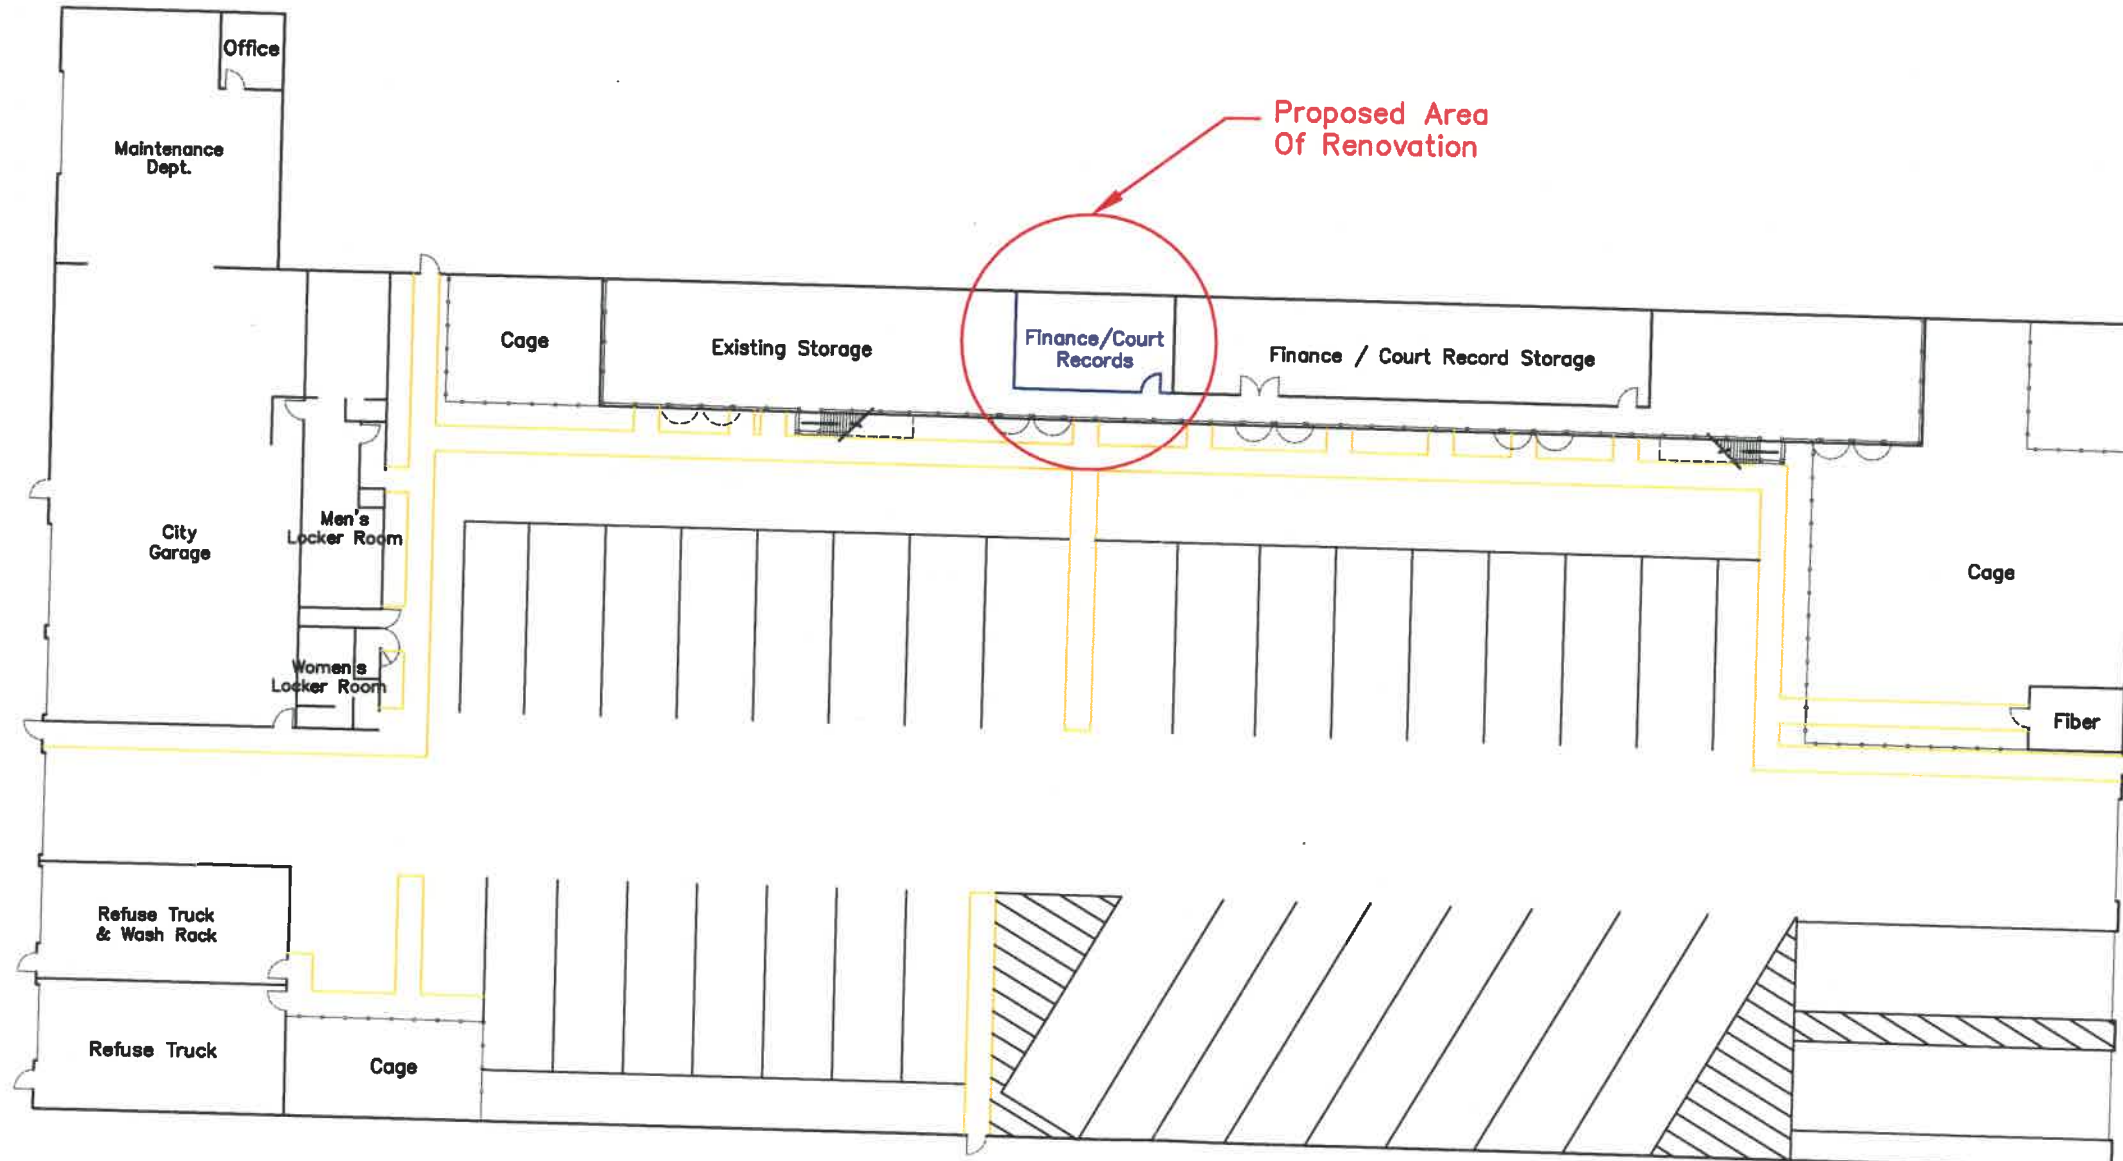 Office
Proposed Area
Of Renovation
Maintenance
Dept.
Cage
Existing Storage
Finance/Court
Records
Finance / Court Record Storage
City
Garage
Men's
Locker Room
Cage
Women's
Locker Room
Fiber
Refuse Truck
& Wash Rack
Refuse Truck
Cage